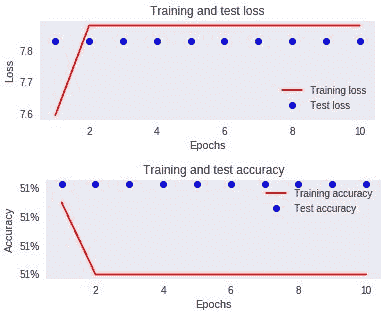 Training and test loss
7.8
7.7
7.6
Loss
Training loss
Test loss
2 4 6 8 10
Epochs
Training and test accuracy
51%
51%
51%
51%
Accuracy
Training accuracy
Test accuracy
2 4 6 8 10
Epochs